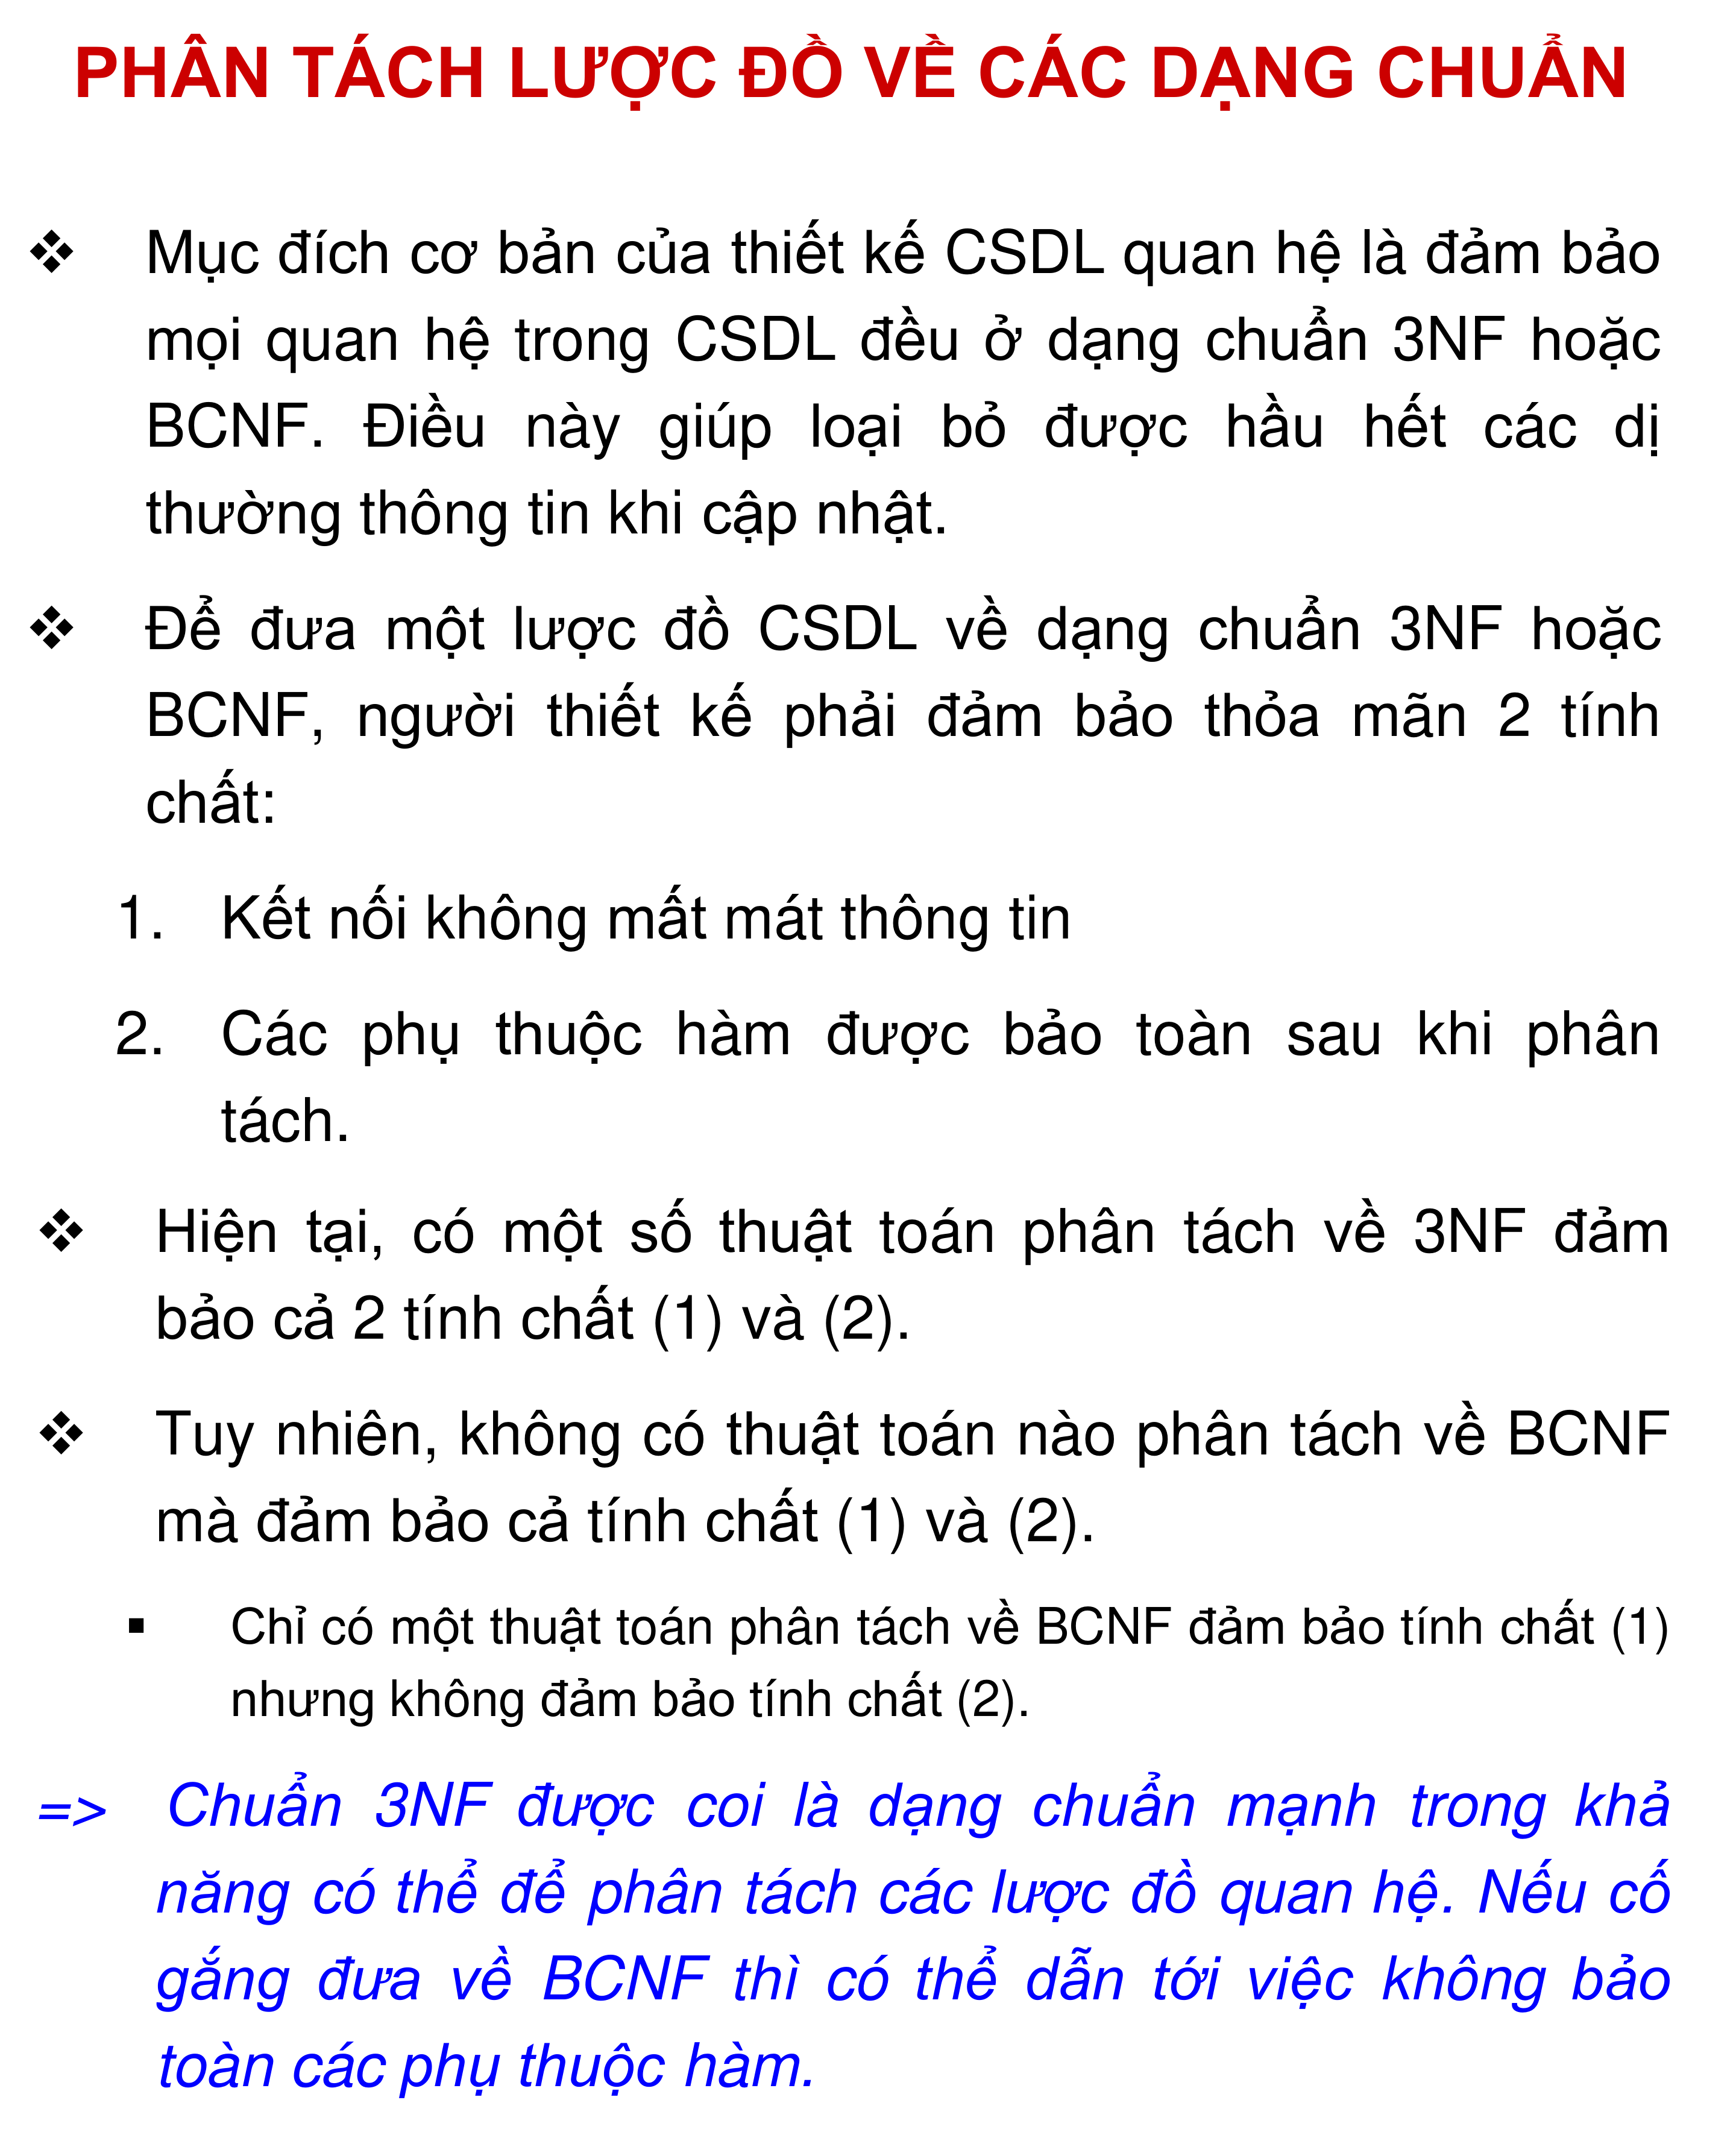 PHÂN TÁCH LƯỢC ĐỒ VỀ CÁC DẠNG CHUẨN
❖ Mục đích cơ bản của thiết kế CSDL quan hệ là đảm bảo
mọi quan hệ trong CSDL đều ở dạng chuẩn 3NF hoặc
BCNF. Điều này giúp loại bỏ được hầu hết các dị
thường thông tin khi cập nhật.
❖ Để đưa một lược đồ CSDL về dạng chuẩn 3NF hoặc
BCNF, người thiết kế phải đảm bảo thỏa mãn 2 tính
chất:
1. Kết nối không mất mát thông tin
2. Các phụ thuộc hàm được bảo toàn sau khi phân
tách.
❖ Hiện tại, có một số thuật toán phân tách về 3NF đảm
bảo cả 2 tính chất (1) và (2).
❖ Tuy nhiên, không có thuật toán nào phân tách về BCNF
mà đảm bảo cả tính chất (1) và (2).
▪ Chỉ có một thuật toán phân tách về BCNF đảm bảo tính chất (1)
nhưng không đảm bảo tính chất (2).
=> Chuẩn 3NF được coi là dạng chuẩn mạnh trong khả
năng có thể để phân tách các lược đồ quan hệ. Nếu cố
gắng đưa về BCNF thì có thể dẫn tới việc không bảo
toàn các phụ thuộc hàm.